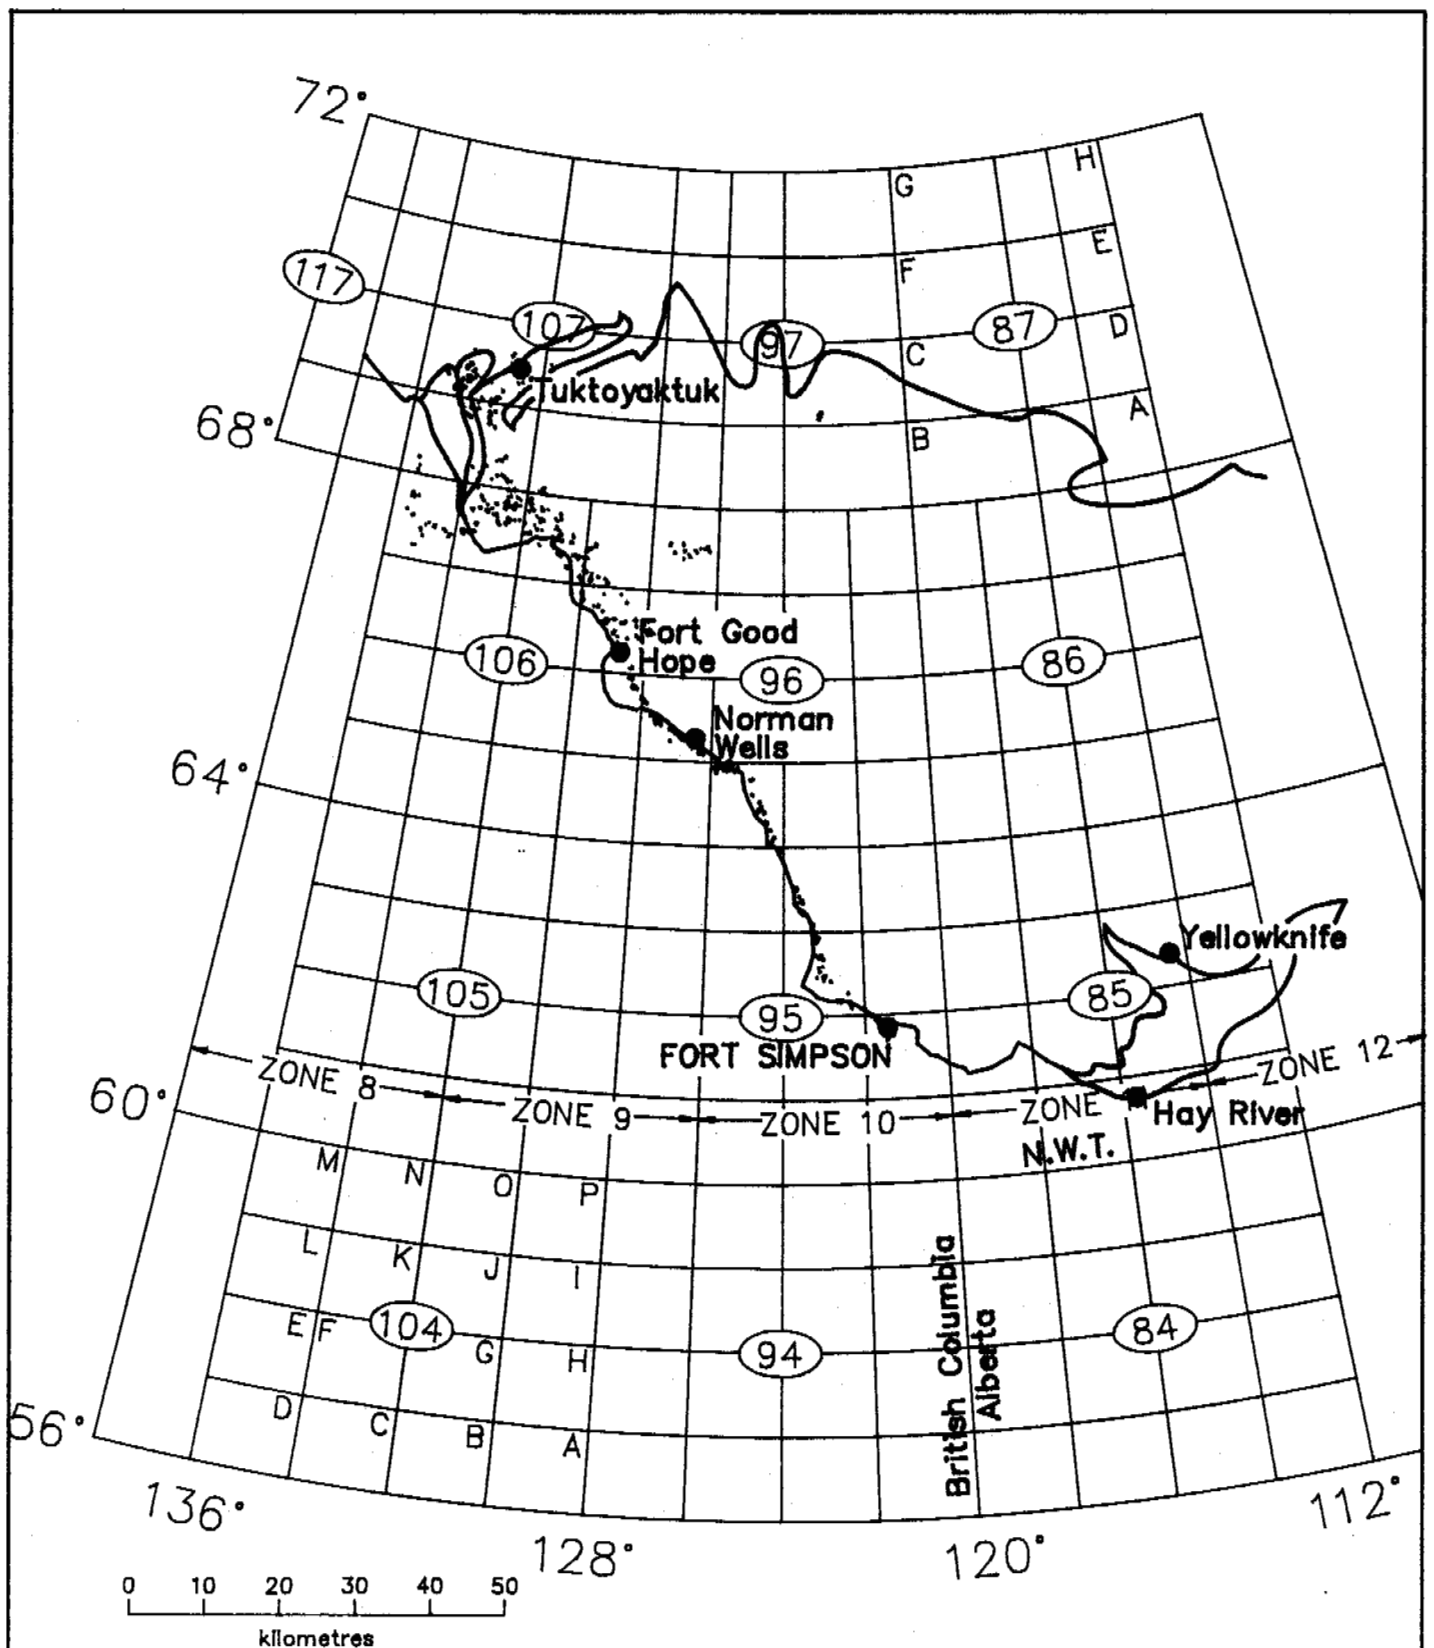 72°
H
G
E
F
117
107
97
87
D
C
Tuktoyaktuk
A
68°
B
Fort Good
Hope
106
96
86
Norman
Wells
64°
Yellowknife
105
95
85
FORT SIMPSON
ZONE 8
ZONE 9
ZONE 10
ZONE
ZONE 12
60°
Hay River
N.W.T.
M
N
O
P
L
K
J
I
British Columbia
Alberta
E
F
104
G
H
94
84
D
C
B
A
56°
136°
128°
120°
112°
0 10 20 30 40 50
kilometres